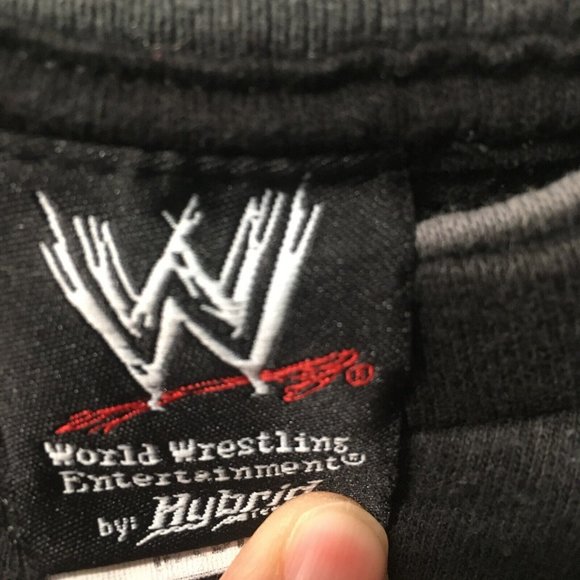 W
®
World Wrestling
Entertainment®
by: Hybrid